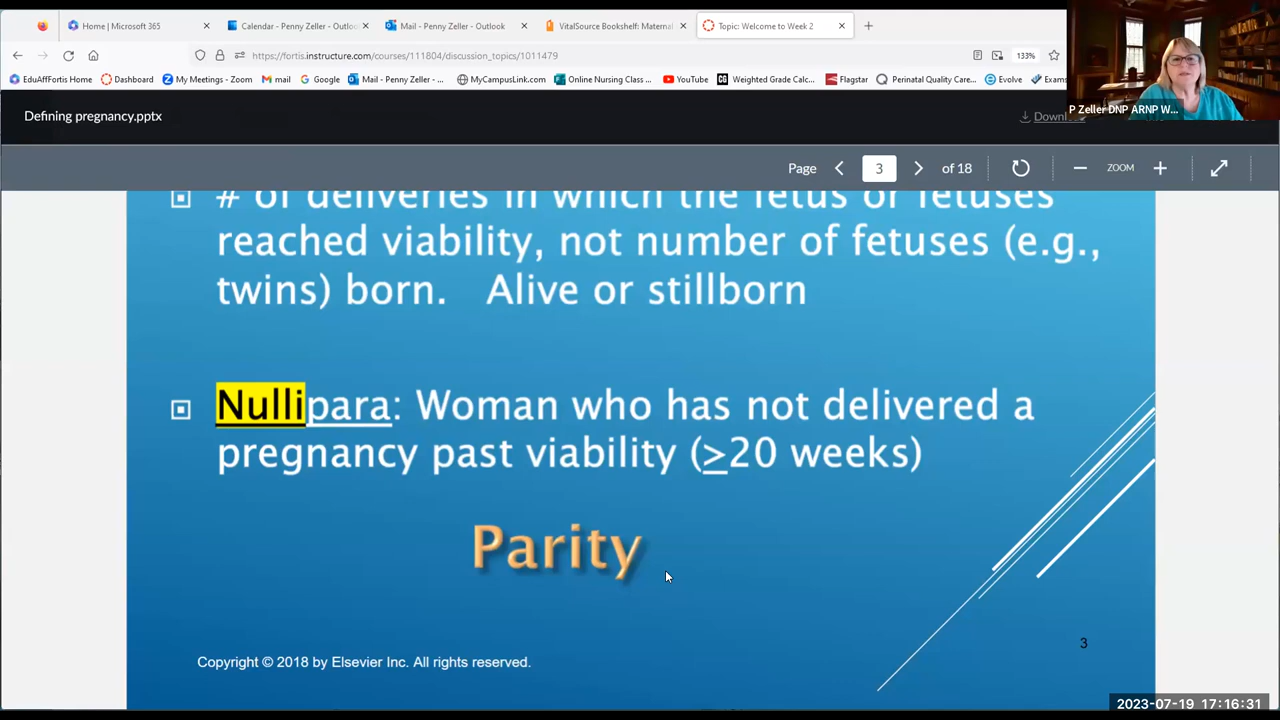 Home | Microsoft 365
Calendar - Penny Zeller - Outloo
Mail - Penny Zeller - Outlook
VitalSource Bookshelf: Materna
Topic: Welcome to Week 2
https://fortis.instructure.com/courses/111804/discussion_topics/1011479
133%
EduAffFortis Home
Dashboard
My Meetings - Zoom
mail
Google
Mail - Penny Zeller - ...
MyCampusLink.com
Online Nursing Class ...
YouTube
Weighted Grade Calc...
Flagstar
Perinatal Quality Care...
Evolve
Exams
P Zeller DNP ARNP W...
Defining pregnancy.pptx
Downlo
Page 3 of 18 ZOOM
# of deliveries in which the fetus or fetuses
reached viability, not number of fetuses (e.g.,
twins) born. Alive or stillborn
Nullipara: Woman who has not delivered a
pregnancy past viability (≥20 weeks)
Parity
3
Copyright © 2018 by Elsevier Inc. All rights reserved.
2023-07-19 17:16:31